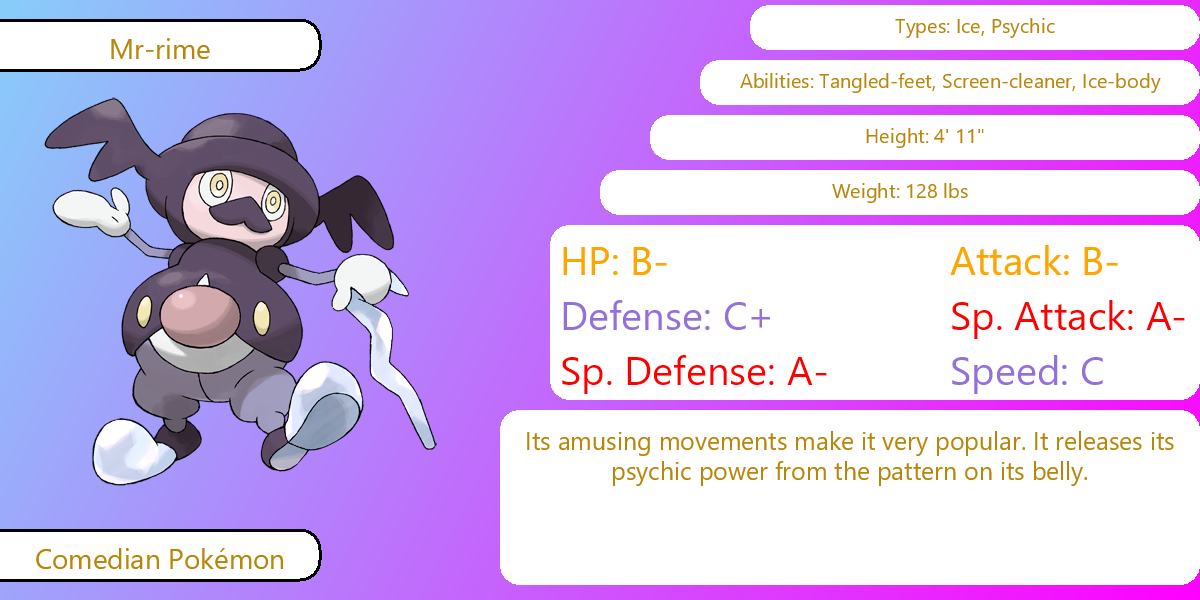 Mr-rime
Types: Ice, Psychic
Abilities: Tangled-feet, Screen-cleaner, Ice-body
Height: 4' 11"
Weight: 128 lbs
HP: B-
Attack: B-
Defense: C+
Sp. Attack: A-
Sp. Defense: A-
Speed: C
Its amusing movements make it very popular. It releases its
psychic power from the pattern on its belly.
Comedian Pokémon